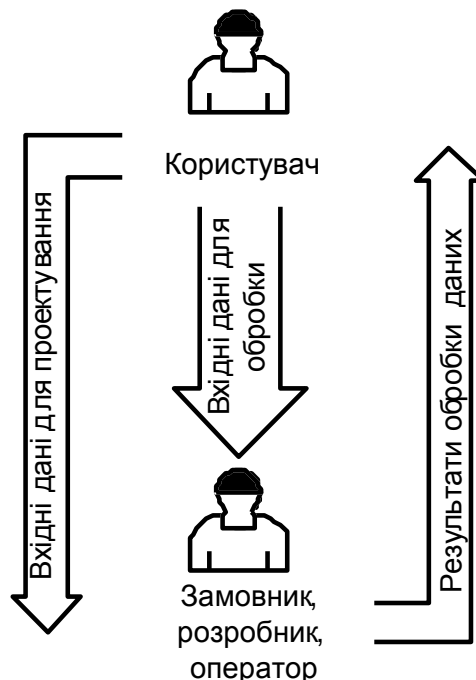 Користувач
Вхідні дані для проектування
Вхідні дані для
обробки
Результати обробки даних
Замовник,
розробник,
оператор